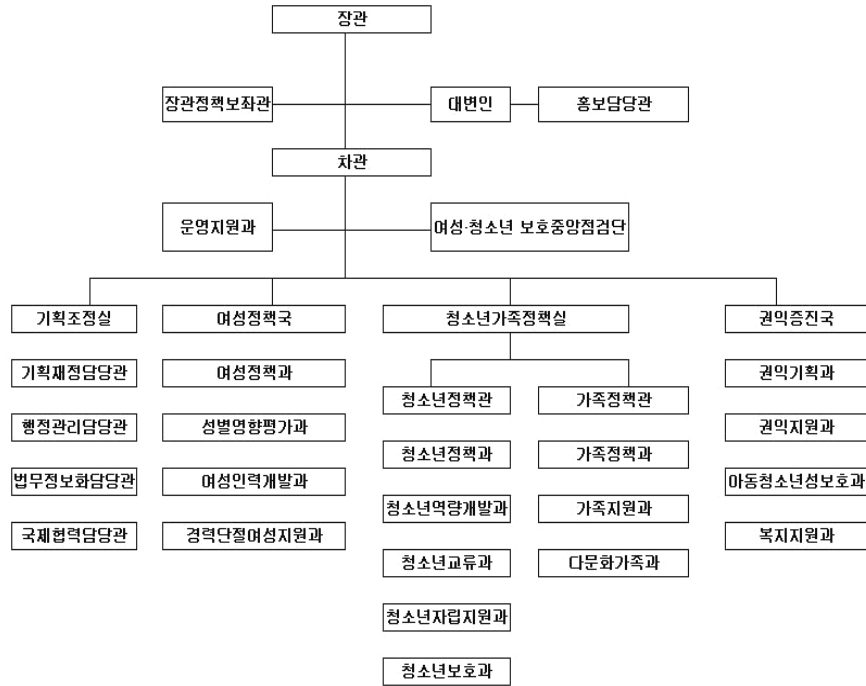 장관
장관정책보좌관 대변인 홍보담당관
차관
운영지원과 여성·청소년 보호중앙점검단
기획조정실 여성정책국 청소년가족정책실 권익증진국
기획재정담당관 여성정책과 권익기획과
청소년정책관 가족정책관
행정관리담당관 성별영향평가과 권익지원과
청소년정책과 가족정책과
법무정보화담당관 여성인력개발과 아동청소년성보호과
청소년역량개발과 가족지원과
국제협력담당관 경력단절여성지원과 복지지원과
청소년교류과 다문화가족과
청소년자립지원과
청소년보호과